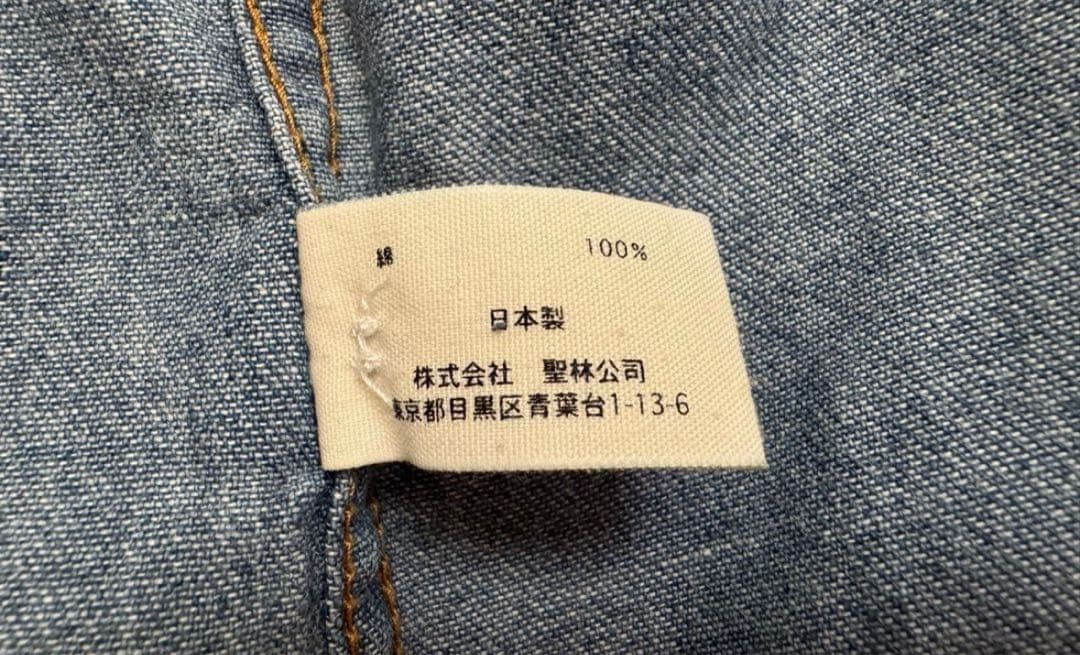 綿 100%
日本製
株式会社 聖林公司
東京都目黒区青葉台1-13-6